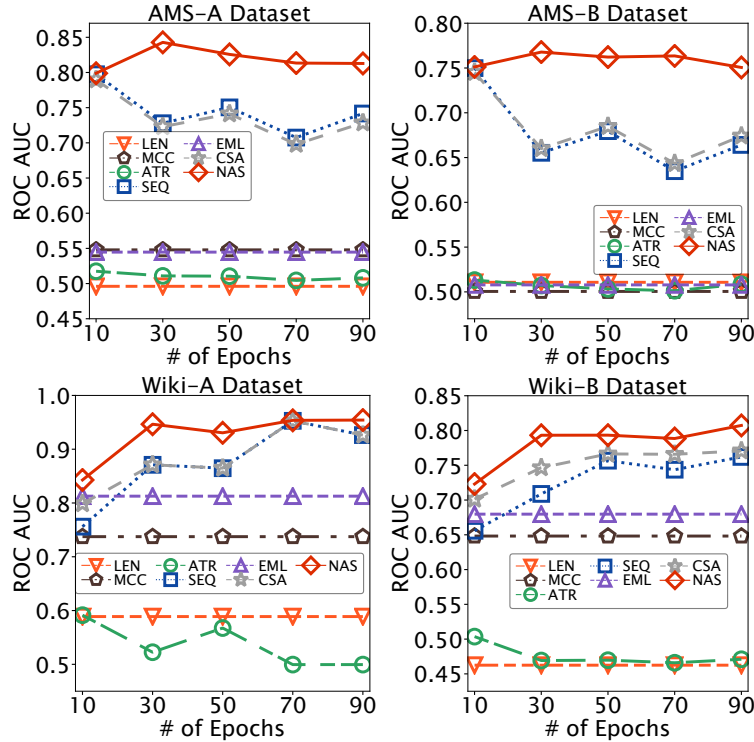 AMS-A Dataset
ROC AUC
0.85
0.80
0.75
0.70
0.65
0.60
0.55
0.50
0.45
LEN EML
MCC CSA
ATR NAS
SEQ
10 30 50 70 90
# of Epochs
AMS-B Dataset
ROC AUC
0.80
0.75
0.70
0.65
0.60
0.55
0.50
LEN EML
MCC CSA
ATR NAS
SEQ
10 30 50 70 90
# of Epochs
Wiki-A Dataset
ROC AUC
1.0
0.9
0.8
0.7
0.6
0.5
LEN ATR EML NAS
MCC SEQ CSA
10 30 50 70 90
# of Epochs
Wiki-B Dataset
ROC AUC
0.85
0.80
0.75
0.70
0.65
0.60
0.55
0.50
0.45
LEN SEQ CSA
MCC EML NAS
ATR
10 30 50 70 90
# of Epochs